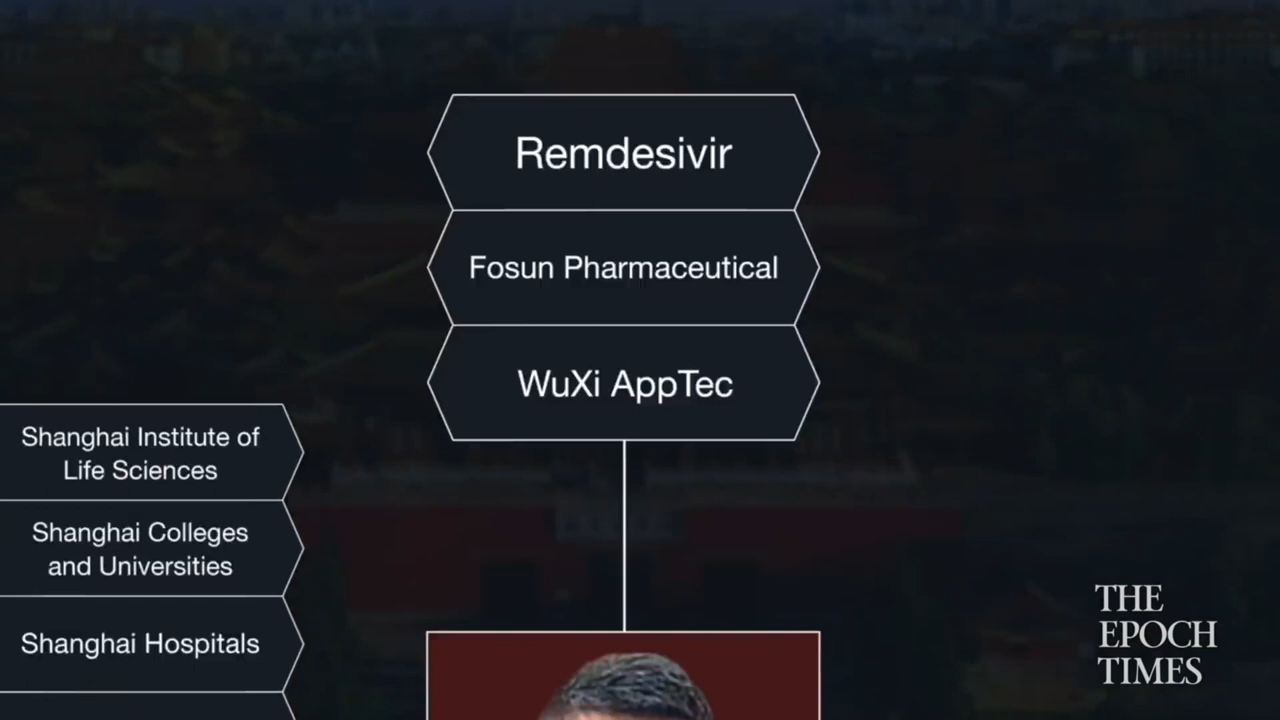 Remdesivir
Fosun Pharmaceutical
WuXi AppTec
Shanghai Institute of
Life Sciences
Shanghai Colleges
and Universities
Shanghai Hospitals
THE
EPOCH
TIMES